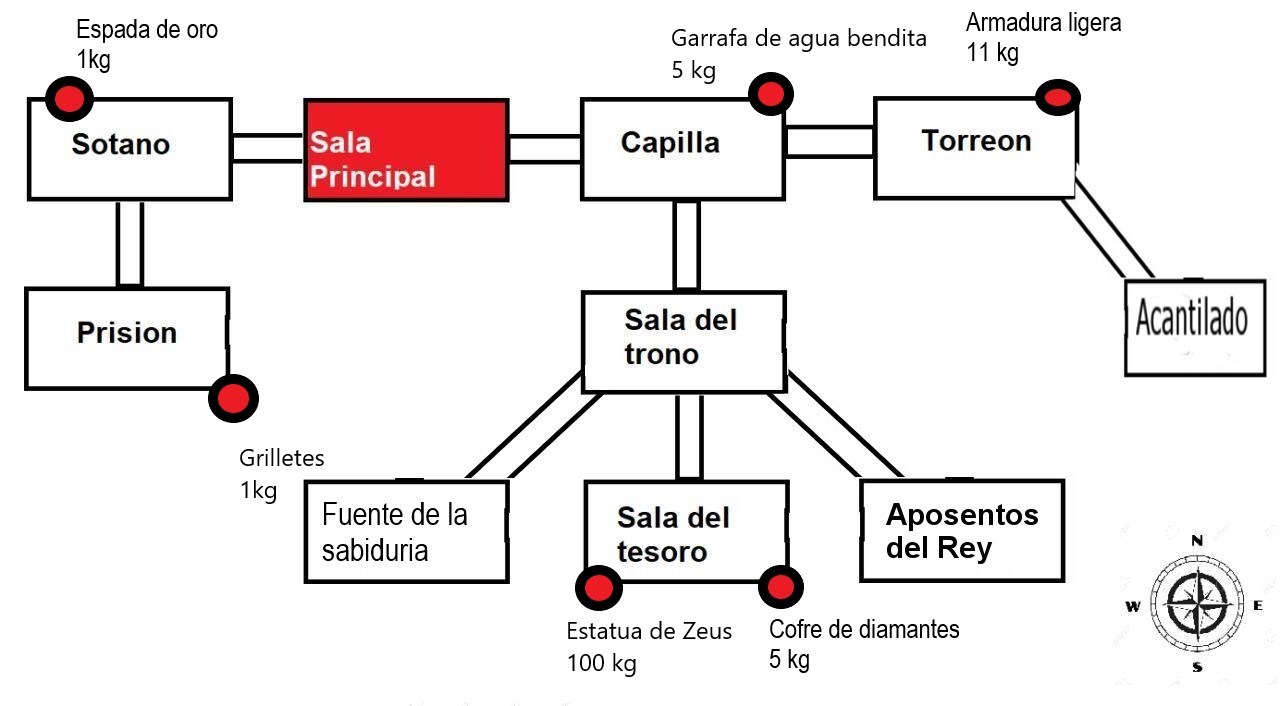 Espada de oro
1kg
Garrafa de agua bendita
5 kg
Armadura ligera
11 kg
Sotano
Sala
Principal
Capilla
Torreon
Prision
Sala del
trono
Acantilado
Grilletes
1kg
Fuente de la
sabiduria
Sala del
tesoro
Aposentos
del Rey
Estatua de Zeus
100 kg
Cofre de diamantes
5 kg
N
W
E
S